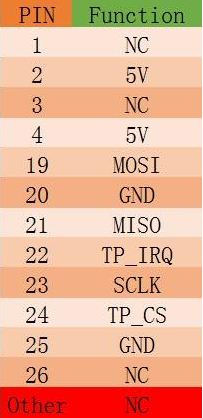 PIN Function
1 NC
2 5V
3 NC
4 5V
19 MOSI
20 GND
21 MISO
22 TP_IRQ
23 SCLK
24 TP_CS
25 GND
26 NC
Other NC